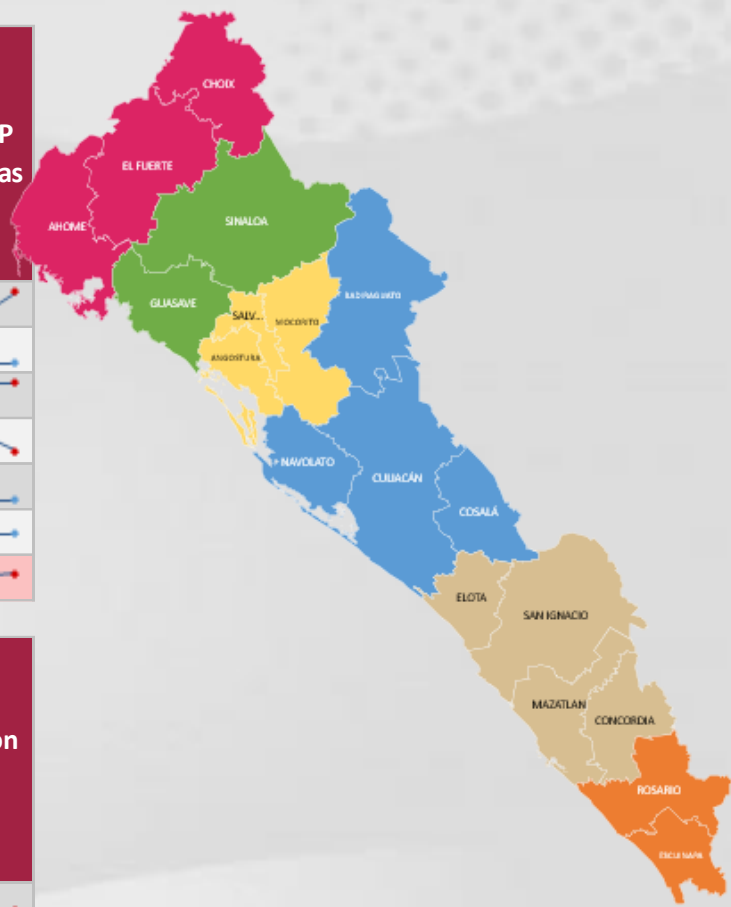 P
as
ón
CHOIX
EL FUERTE
AHOME
SINALOA
GUASAVE
SALV...
MOCORITO
BADIRAGUATO
ANGOSTURA
NAVOLATO
CULIACÁN
COSALÁ
ELOTA
SAN IGNACIO
MAZATLAN
CONCORDIA
ROSARIO
ESCUINAPA